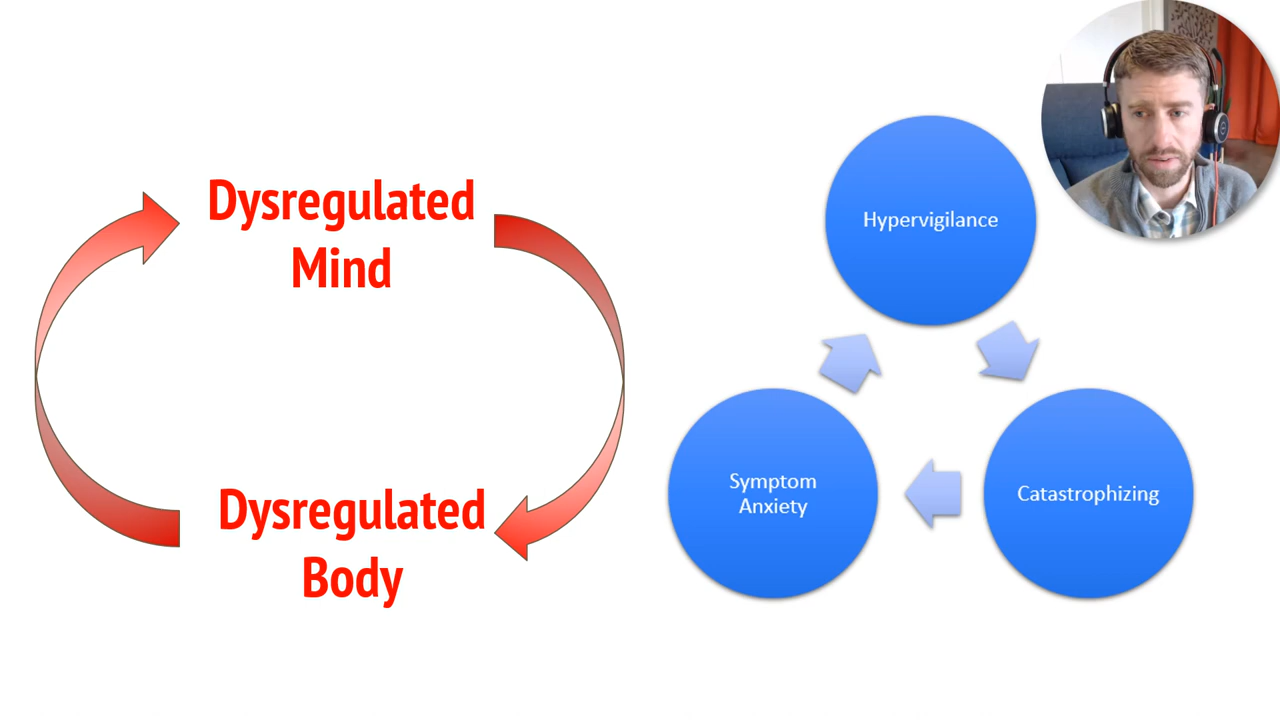 Dysregulated
Mind
Dysregulated
Body
Hypervigilance
Catastrophizing
Symptom
Anxiety